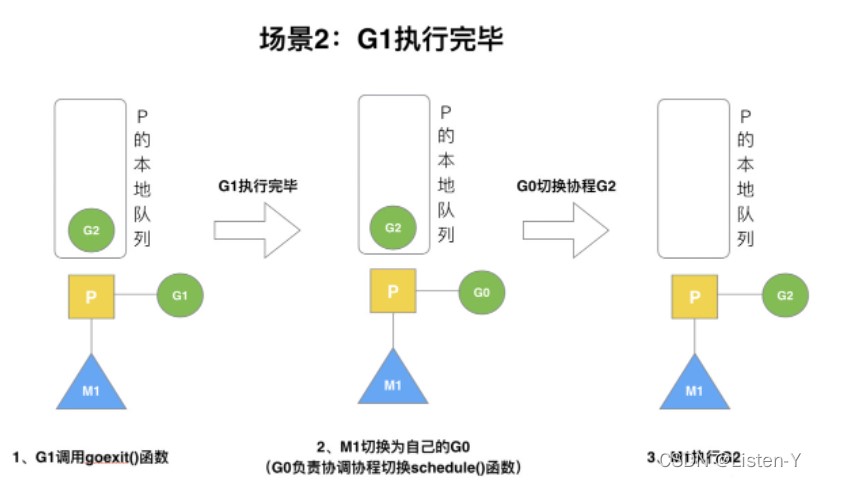 场景2：G1执行完毕
P的本地队列
G2
P
G1
M1
1、G1调用goexit()函数
G1执行完毕
P的本地队列
G2
P
G0
M1
2、M1切换为自己的G0
（G0负责协调协程切换schedule()函数）
G0切换协程G2
P的本地队列
P
G2
M1
3、M1执行G2
CSDN @Listen-Y